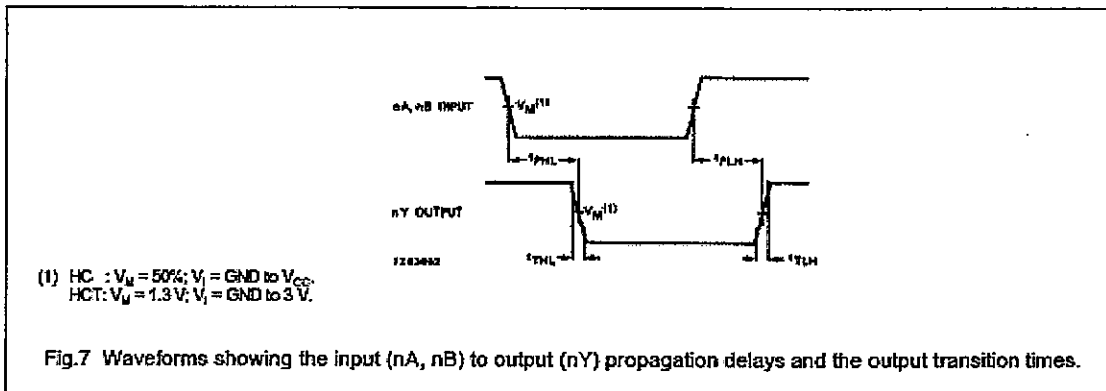 nA, nB INPUT
VM(1)
tPHL
tPLH
nY OUTPUT
VM(1)
tTHL
tTLH
(1) HC : VM = 50%; VI = GND to VCC.
HCT: VM = 1.3 V; VI = GND to 3 V.
Fig.7 Waveforms showing the input (nA, nB) to output (nY) propagation delays and the output transition times.